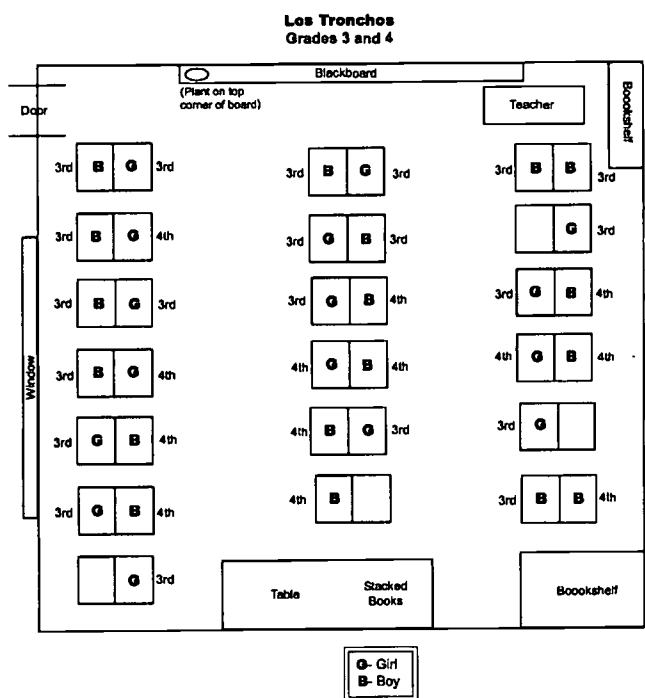 Los Tronchos
Grades 3 and 4
Blackboard
(Plant on top
corner of board)
Door
Teacher
Boookshelf
3rd B G 3rd
3rd B G 3rd
3rd B B 3rd
3rd B G 4th
3rd G B 3rd
G 3rd
3rd B G 3rd
3rd G B 4th
3rd G B 4th
Window
3rd B G 4th
4th G B 4th
4th G B 4th
3rd G B 4th
4th B G 3rd
3rd G
3rd G B 4th
4th B
3rd B B 4th
G 3rd
Table
Stacked
Books
Boookshelf
G- Girl
B- Boy